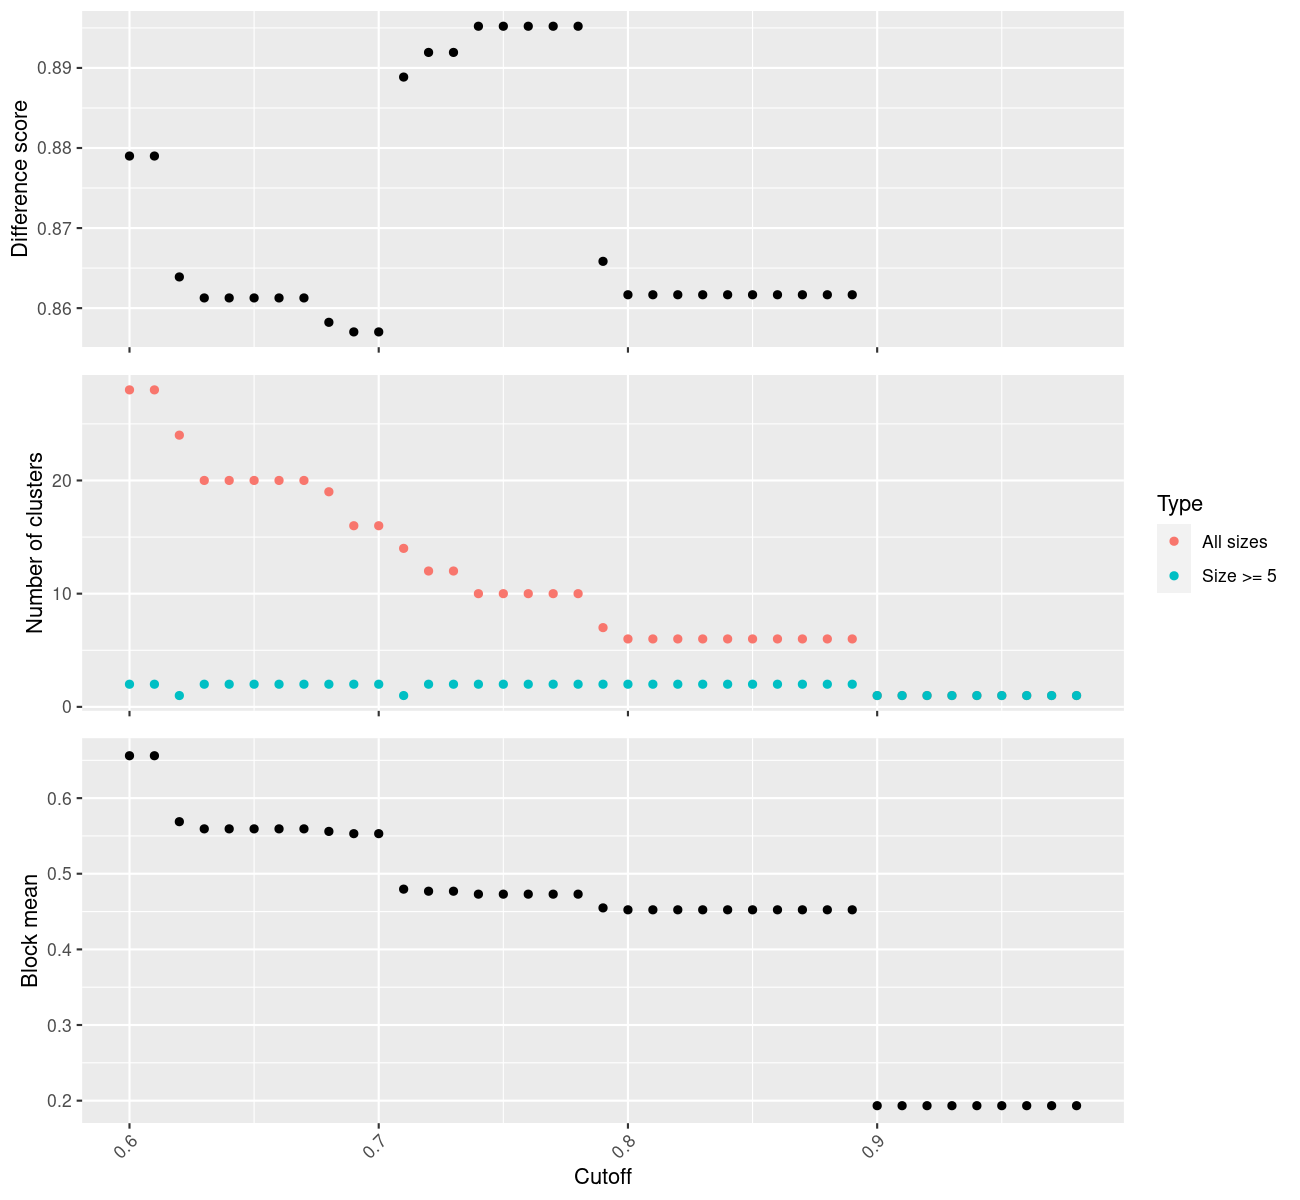 Difference score
0.89
0.88
0.87
0.86
Number of clusters
20
10
0
Type
All sizes
Size >= 5
Block mean
0.6
0.5
0.4
0.3
0.2
0.6 0.7 0.8 0.9
Cutoff